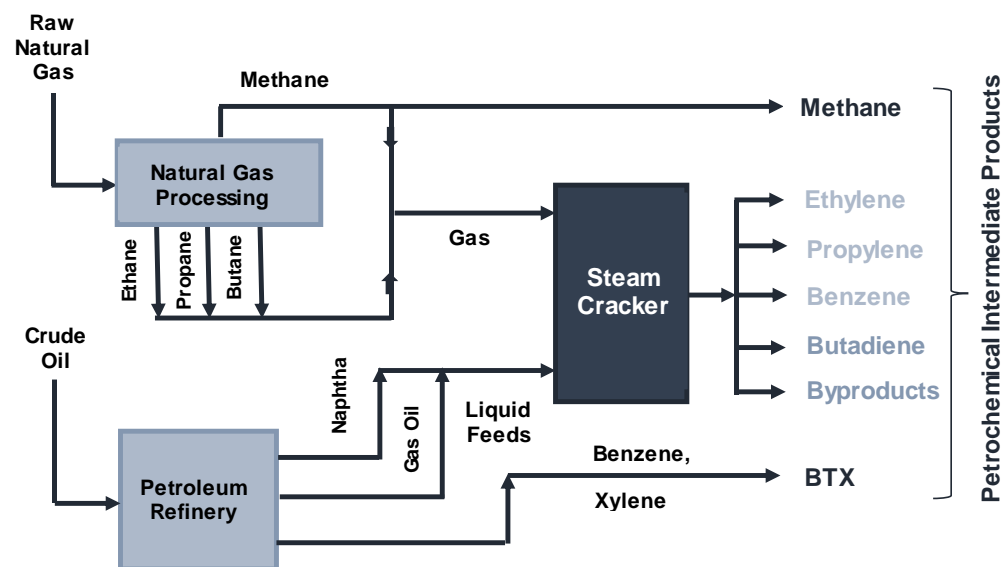 Raw
Natural
Gas
Methane
Methane
Natural Gas
Processing
Ethane
Propane
Butane
Gas
Steam
Cracker
Ethylene
Propylene
Benzene
Butadiene
Byproducts
Crude
Oil
Naphtha
Gas Oil
Liquid
Feeds
Petroleum
Refinery
Benzene,
Xylene
BTX
Petrochemical Intermediate Products